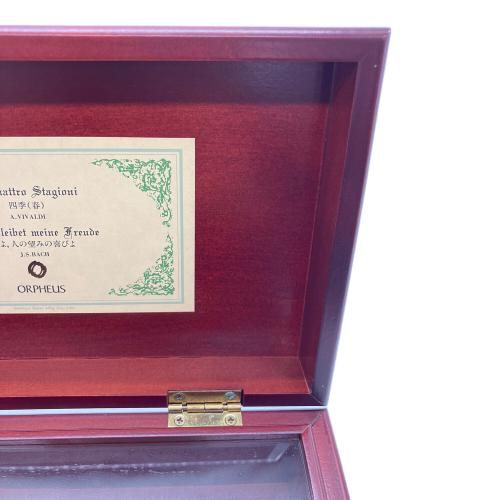 uattro Stagioni
四季(春)
A.VIVALDI
leibet meine Freude
よ、人の望みの喜びよ
J.S.BACH
ORPHEUS